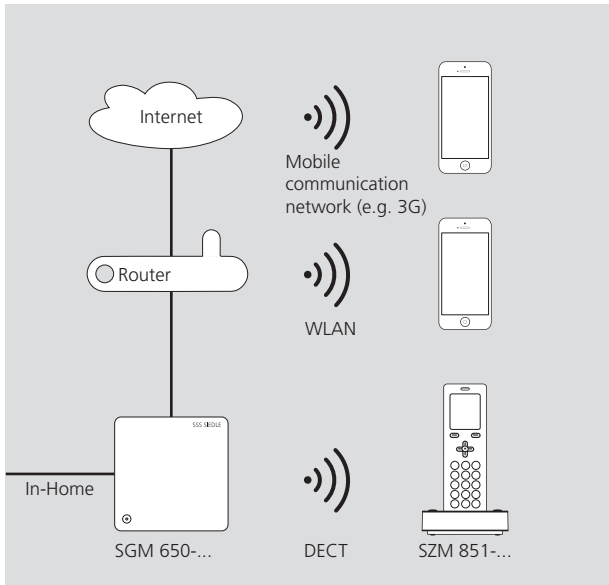 Internet
Mobile
communication
network (e.g. 3G)
Router
WLAN
SSS SIEDLE
In-Home
SGM 650-...
DECT
SZM 851-...